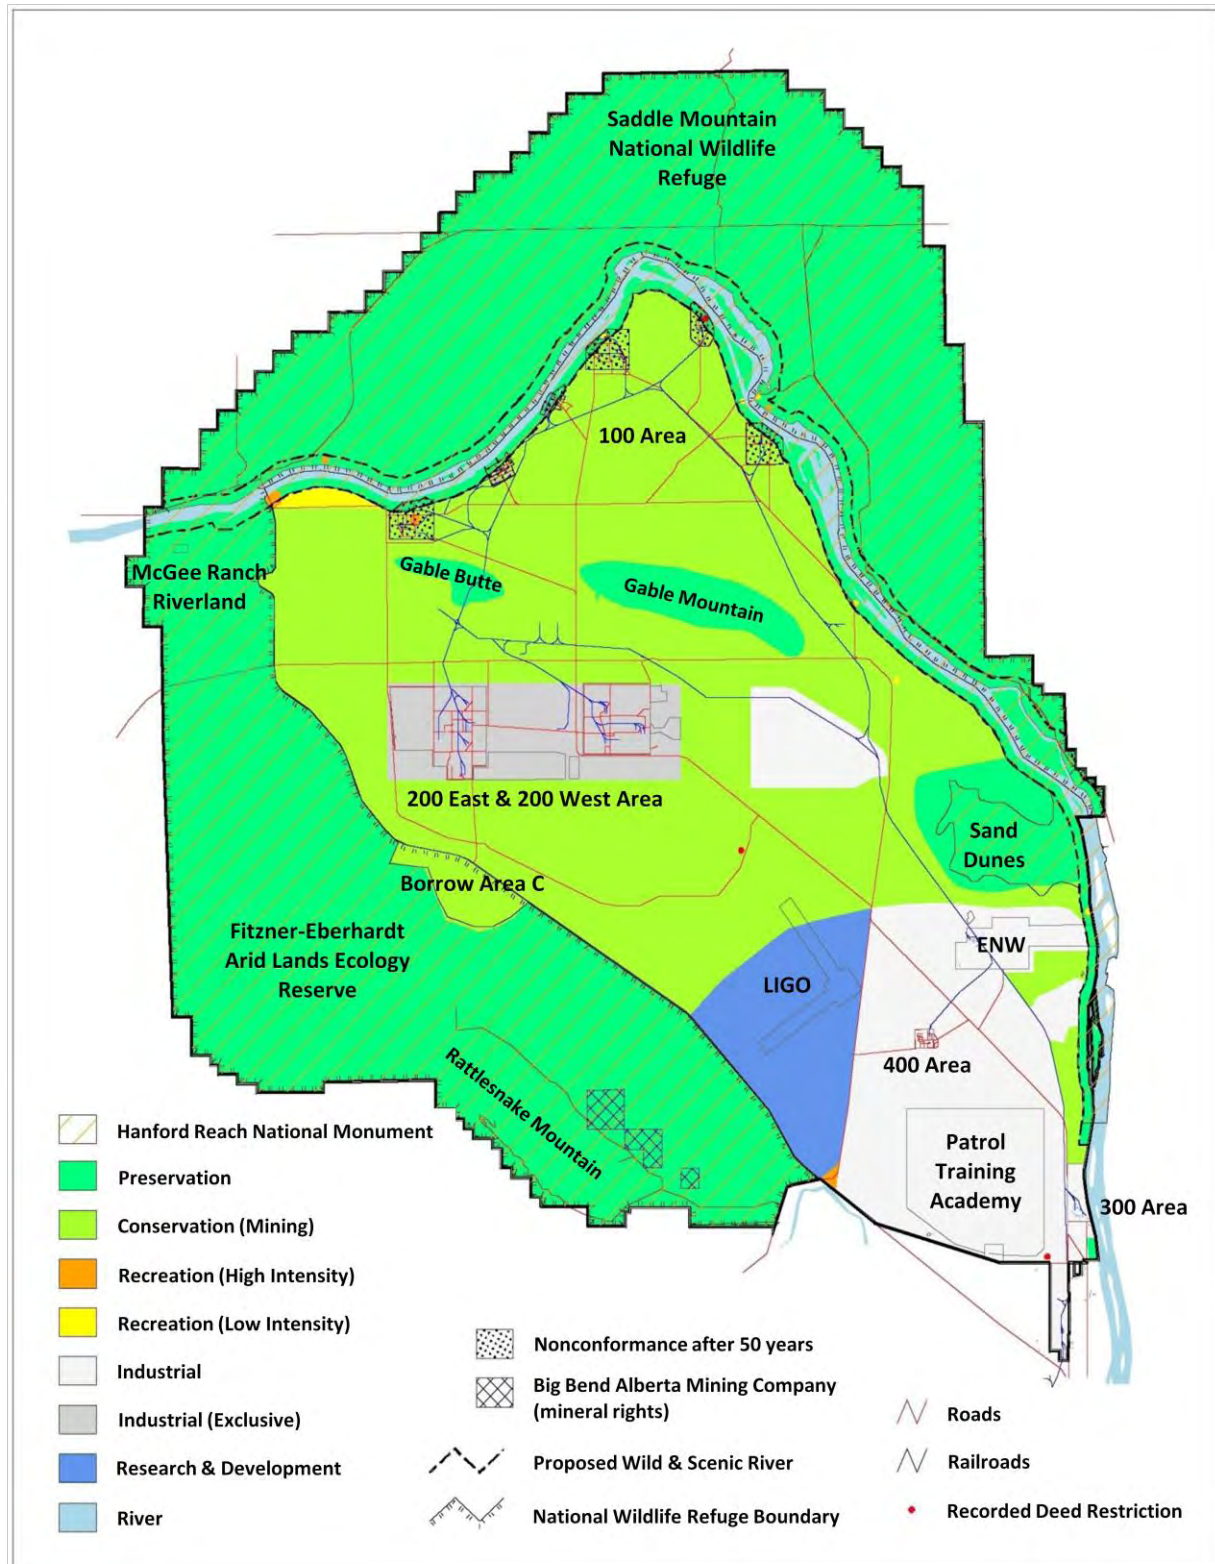 Saddle Mountain
National Wildlife
Refuge
100 Area
McGee Ranch
Riverland
Gable Butte
Gable Mountain
200 East & 200 West Area
Sand
Dunes
Borrow Area C
Fitzner-Eberhardt
Arid Lands Ecology
Reserve
ENW
LIGO
400 Area
Rattlesnake Mountain
Patrol
Training
Academy
300 Area
Hanford Reach National Monument
Preservation
Conservation (Mining)
Recreation (High Intensity)
Recreation (Low Intensity)
Industrial
Industrial (Exclusive)
Research & Development
River
Nonconformance after 50 years
Big Bend Alberta Mining Company
(mineral rights)
Proposed Wild & Scenic River
National Wildlife Refuge Boundary
Roads
Railroads
Recorded Deed Restriction